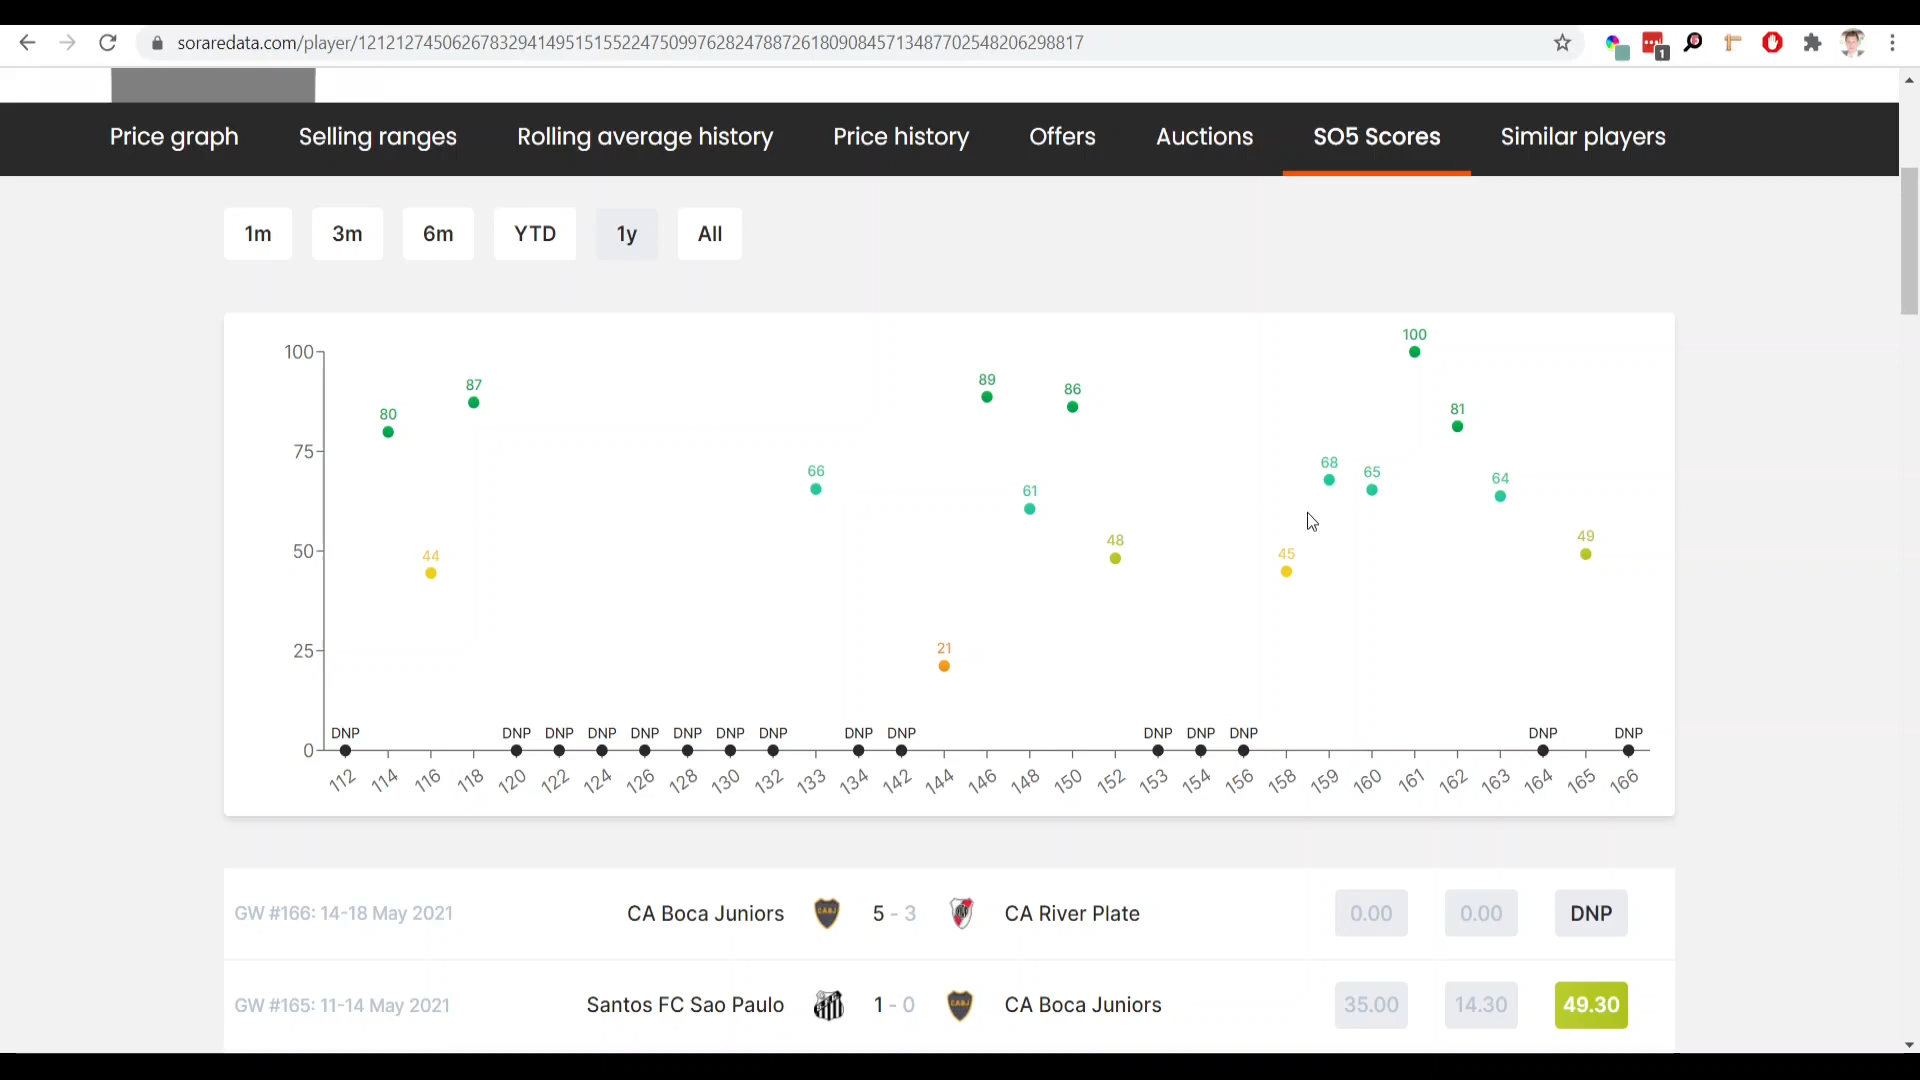 soraredata.com/player/12121274506267832941495151552247509976282478872618090845713487702548206298817
1
Price graph Selling ranges Rolling average history Price history Offers Auctions SO5 Scores Similar players
1m 3m 6m YTD 1y All
100
75
50
25
0
80 44 87 66 21 89 61 86 48 45 68 65 100 81 64 49
DNP DNP DNP DNP DNP DNP DNP DNP DNP DNP DNP DNP DNP DNP DNP
112 114 116 118 120 122 124 126 128 130 132 133 134 142 144 146 148 150 152 153 154 156 158 159 160 161 162 163 164 165 166
GW #166: 14-18 May 2021 CA Boca Juniors 5 - 3 CA River Plate 0.00 0.00 DNP
GW #165: 11-14 May 2021 Santos FC Sao Paulo 1 - 0 CA Boca Juniors 35.00 14.30 49.30